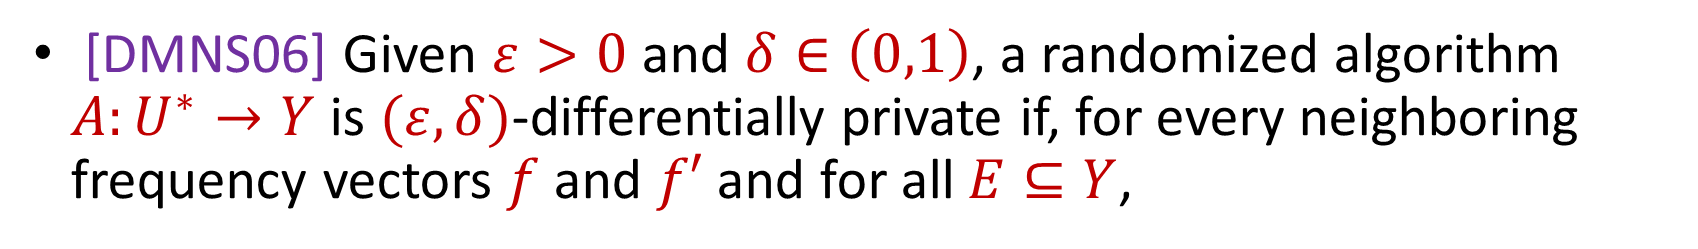 • [DMNS06] Given ε > 0 and δ ∈ (0,1), a randomized algorithm
A: U* → Y is (ε, δ)-differentially private if, for every neighboring
frequency vectors f and f′ and for all E ⊆ Y,